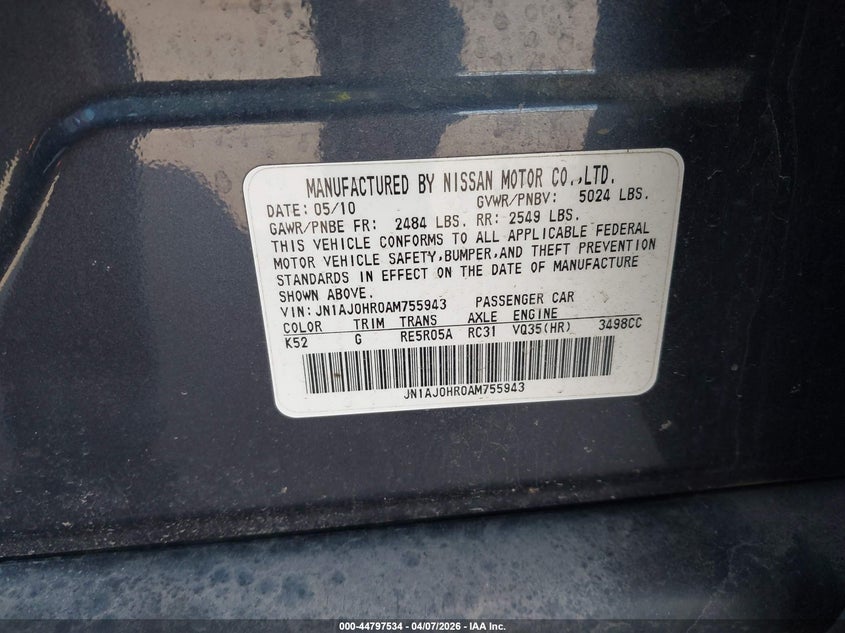 MANUFACTURED BY NISSAN MOTOR CO.,LTD.
DATE: 05/10 GVWR/PNBV: 5024 LBS.
GAWR/PNBE FR: 2484 LBS. RR: 2549 LBS.
THIS VEHICLE CONFORMS TO ALL APPLICABLE FEDERAL
MOTOR VEHICLE SAFETY,BUMPER,AND THEFT PREVENTION
STANDARDS IN EFFECT ON THE DATE OF MANUFACTURE
SHOWN ABOVE.
VIN:JN1AJ0HR0AM755943 PASSENGER CAR
COLOR TRIM TRANS AXLE ENGINE
K52 G RE5R05A RC31 VQ35(HR) 3498CC
JN1AJ0HR0AM755943
000-44797534 - 04/07/2026 - IAA Inc.